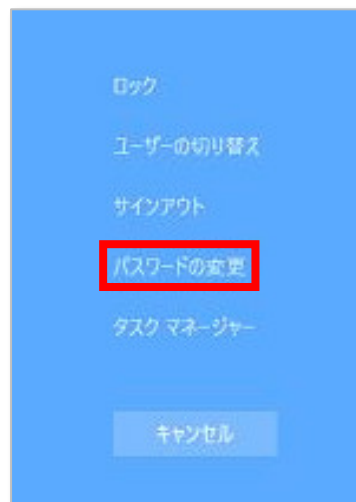 ロック
ユーザーの切り替え
サインアウト
パスワードの変更
タスク マネージャー
キャンセル